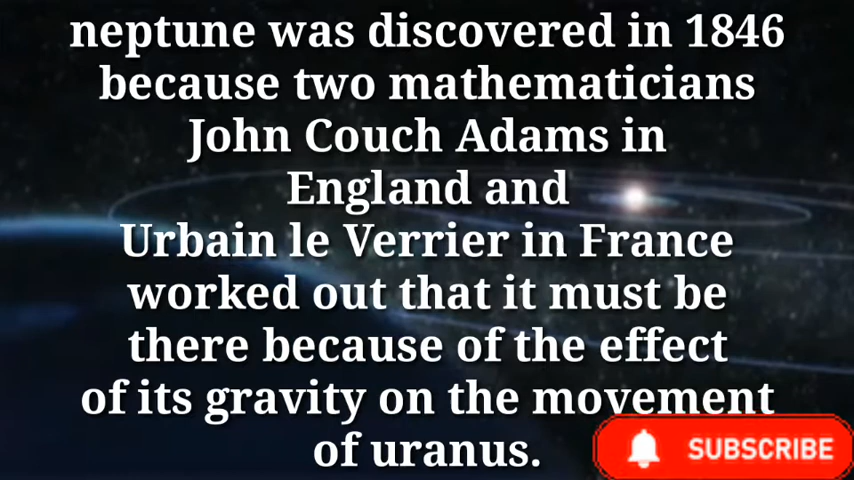 neptune was discovered in 1846
because two mathematicians
John Couch Adams in
England and
Urbain le Verrier in France
worked out that it must be
there because of the effect
of its gravity on the movement
of uranus.
SUBSCRIBE